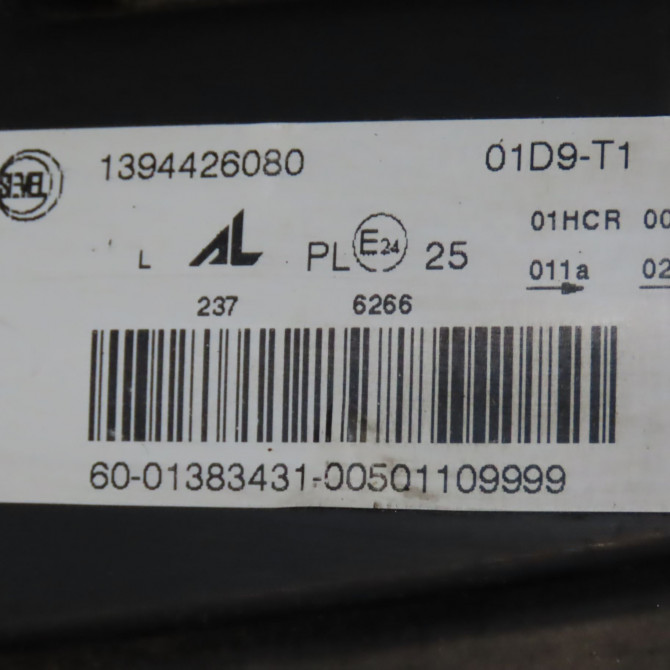 SEVEL 1394426080 01D9-T1
01HCR 00
L AL PL E24 25
011a 02
237 6266
60-01383431-00501109999